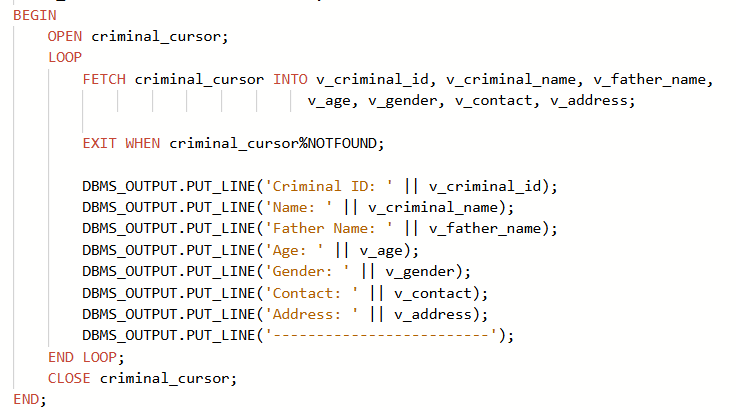 BEGIN
OPEN criminal_cursor;
LOOP
FETCH criminal_cursor INTO v_criminal_id, v_criminal_name, v_father_name,
v_age, v_gender, v_contact, v_address;
EXIT WHEN criminal_cursor%NOTFOUND;
DBMS_OUTPUT.PUT_LINE('Criminal ID: ' || v_criminal_id);
DBMS_OUTPUT.PUT_LINE('Name: ' || v_criminal_name);
DBMS_OUTPUT.PUT_LINE('Father Name: ' || v_father_name);
DBMS_OUTPUT.PUT_LINE('Age: ' || v_age);
DBMS_OUTPUT.PUT_LINE('Gender: ' || v_gender);
DBMS_OUTPUT.PUT_LINE('Contact: ' || v_contact);
DBMS_OUTPUT.PUT_LINE('Address: ' || v_address);
DBMS_OUTPUT.PUT_LINE('-------------------------');
END LOOP;
CLOSE criminal_cursor;
END;